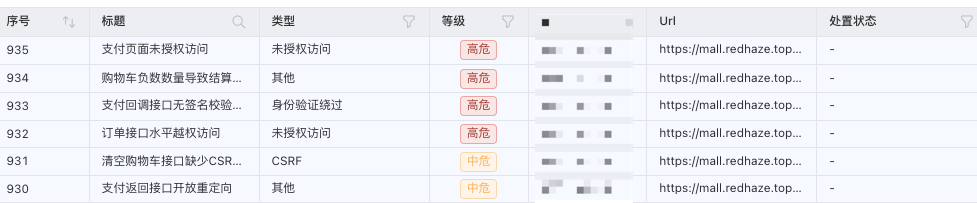 序号 标题 类型 等级 Url 处置状态
935 支付页面未授权访问 未授权访问 高危 https://mall.redhaze.top... -
934 购物车负数数量导致结算... 其他 高危 https://mall.redhaze.top... -
933 支付回调接口无签名校验... 身份验证绕过 高危 https://mall.redhaze.top... -
932 订单接口水平越权访问 未授权访问 高危 https://mall.redhaze.top... -
931 清空购物车接口缺少CSR... CSRF 中危 https://mall.redhaze.top... -
930 支付返回接口开放重定向 其他 中危 https://mall.redhaze.top... -